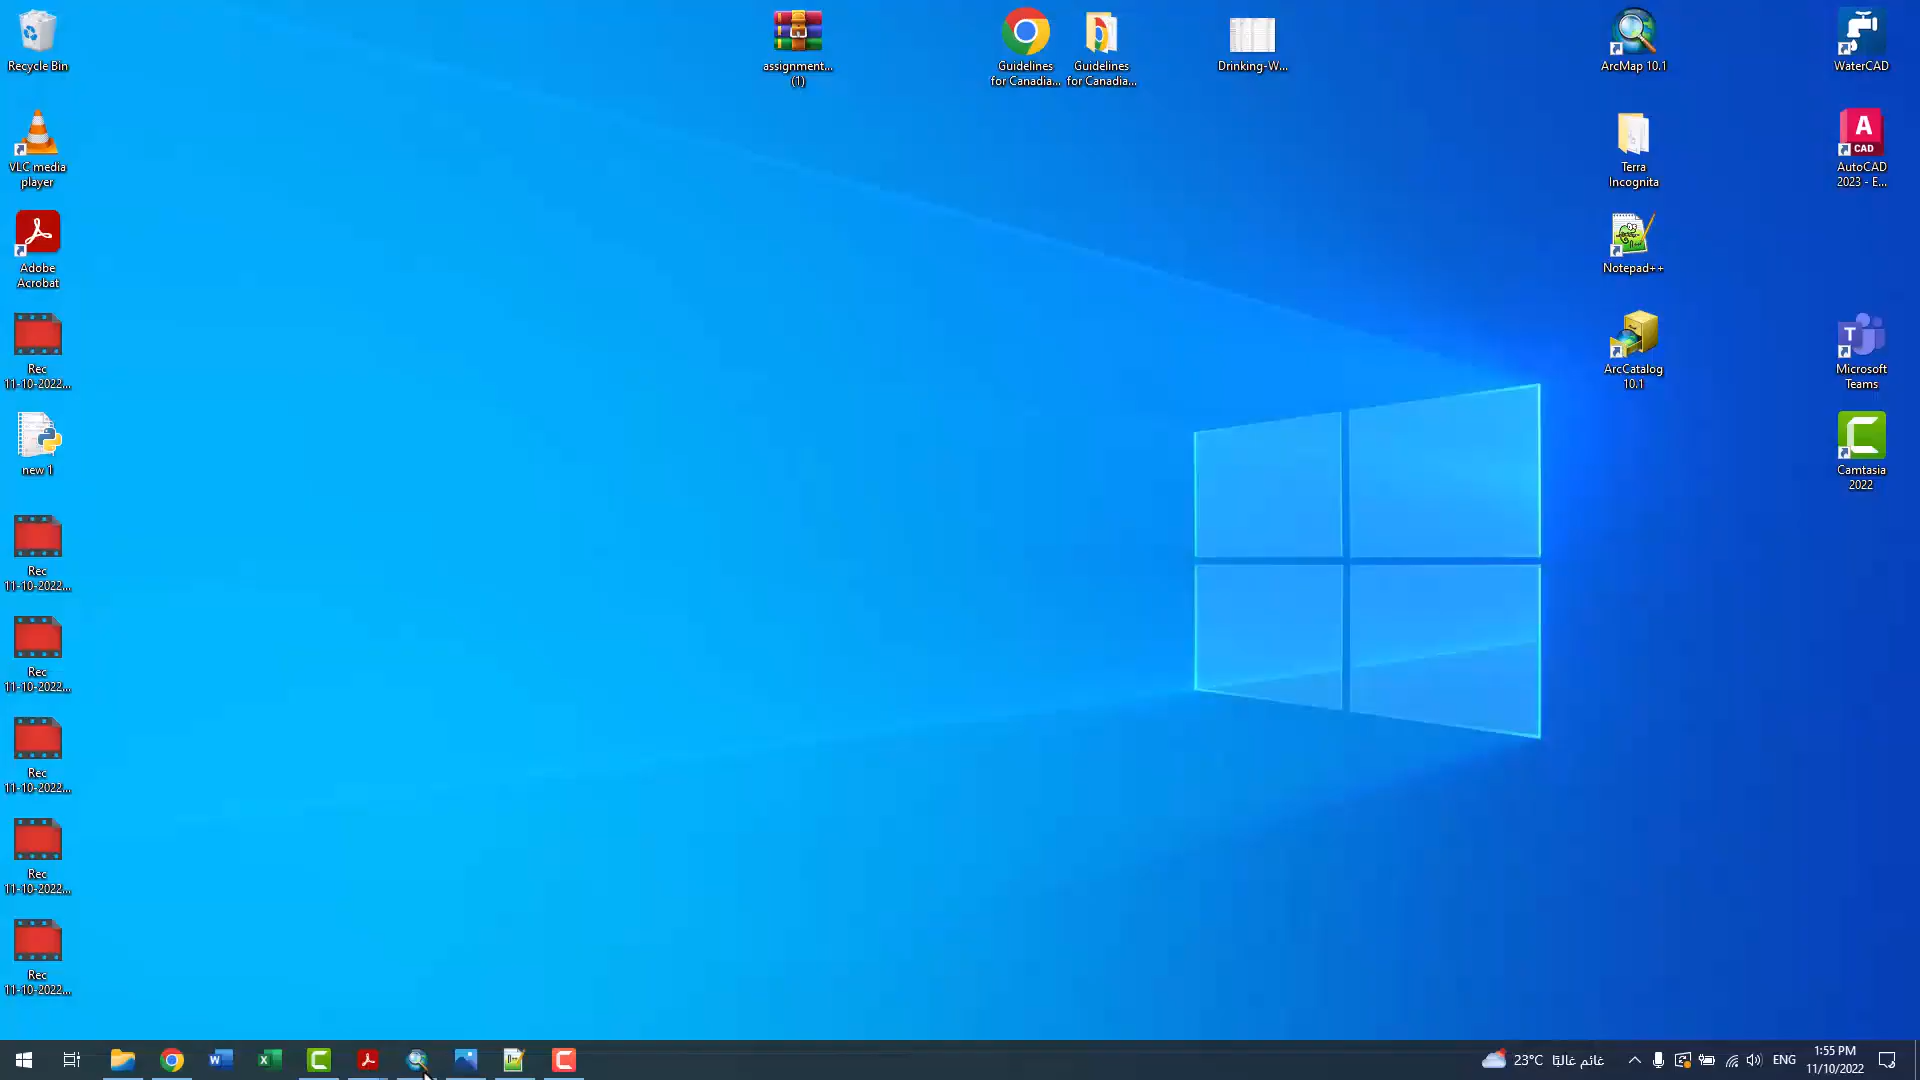 Recycle Bin
VLC media
player
Adobe
Acrobat
Rec
11-10-2022...
new 1
Rec
11-10-2022...
Rec
11-10-2022...
Rec
11-10-2022...
Rec
11-10-2022...
Rec
11-10-2022...
assignment...
(1)
Guidelines
for Canadia...
Guidelines
for Canadia...
Drinking-W...
ArcMap 10.1
Terra
Incognita
Notepad++
ArcCatalog
10.1
WaterCAD
A
CAD
AutoCAD
2023 - E...
T
Microsoft
Teams
Camtasia
2022
23°C غائم غالبًا
ENG
1:55 PM
11/10/2022